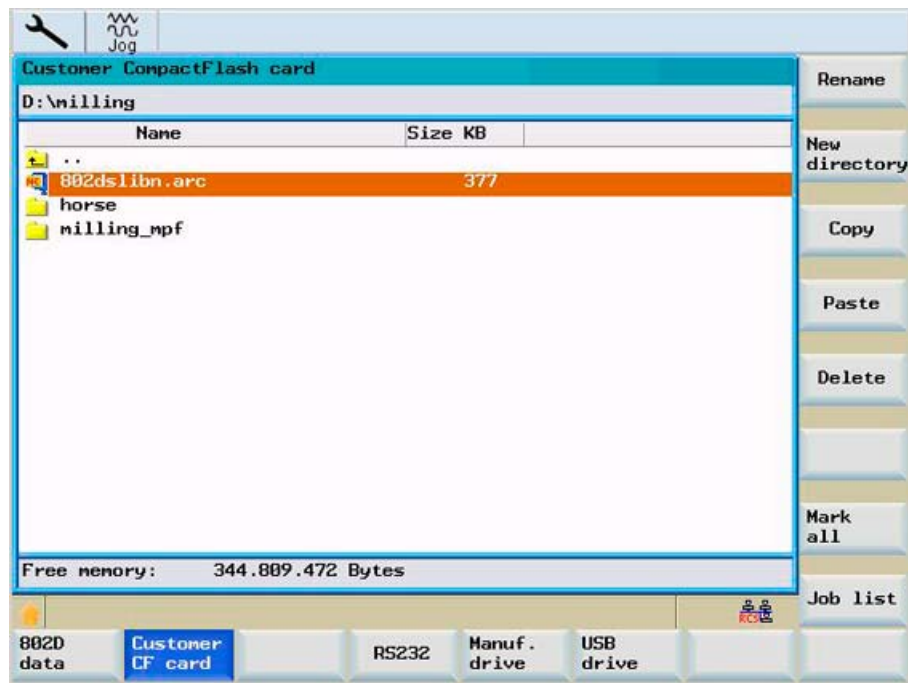 Jog
Customer CompactFlash card
D:\milling
Name Size KB
..
802dslibn.arc 377
horse
milling_mpf
Free memory: 344.809.472 Bytes
Rename
New
directory
Copy
Paste
Delete
Mark
all
Job list
RCS
802D
data
Customer
CF card
RS232
Manuf.
drive
USB
drive